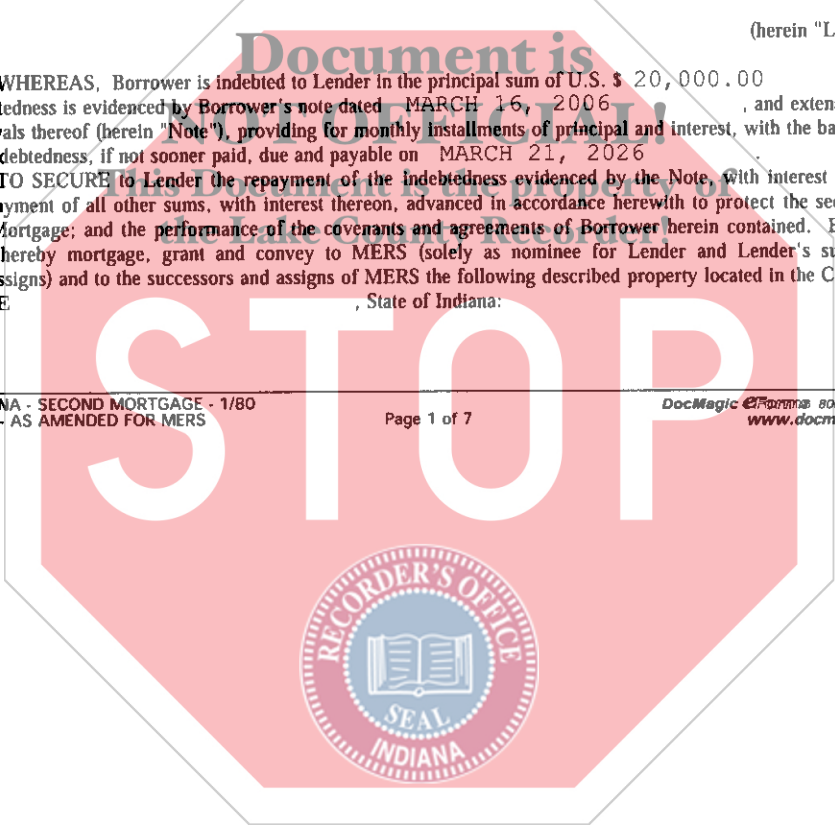 (herein "L
Document is
WHEREAS, Borrower is indebted to Lender in the principal sum of U.S. $ 20,000.00
tedness is evidenced by Borrower's note dated MARCH 16, 2006 , and exten
NOT OFFICIAL!
als thereof (herein "Note"), providing for monthly installments of principal and interest, with the ba
debtedness, if not sooner paid, due and payable on MARCH 21, 2026 .
TO SECURE to Lender the repayment of the indebtedness evidenced by the Note, with interest
This Document is the property of
yment of all other sums, with interest thereon, advanced in accordance herewith to protect the sec
Mortgage; and the performance of the covenants and agreements of Borrower herein contained. B
the Lake County Recorder!
hereby mortgage, grant and convey to MERS (solely as nominee for Lender and Lender's su
ssigns) and to the successors and assigns of MERS the following described property located in the C
E , State of Indiana:
STOP
NA - SECOND MORTGAGE - 1/80
- AS AMENDED FOR MERS
Page 1 of 7
DocMagic eForms 80
www.docm
RECORDER'S OFFICE
SEAL
INDIANA